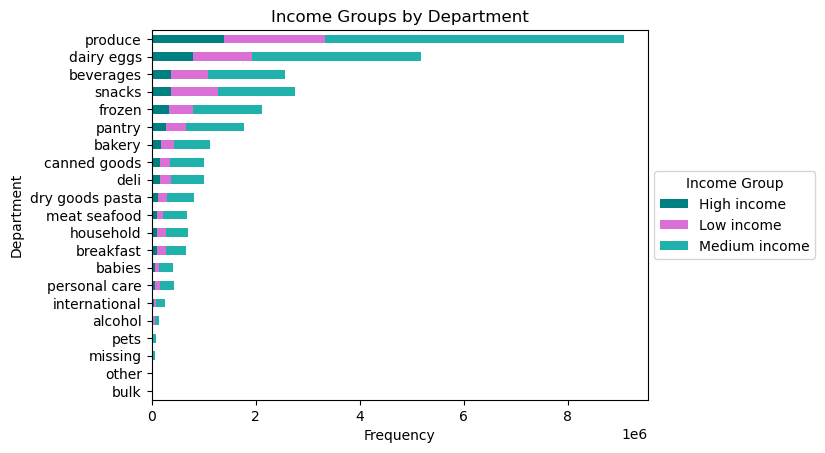 Income Groups by Department
produce
dairy eggs
beverages
snacks
frozen
pantry
bakery
canned goods
deli
dry goods pasta
meat seafood
household
breakfast
babies
personal care
international
alcohol
pets
missing
other
bulk
Department
0 2 4 6 8
1e6
Frequency
Income Group
High income
Low income
Medium income